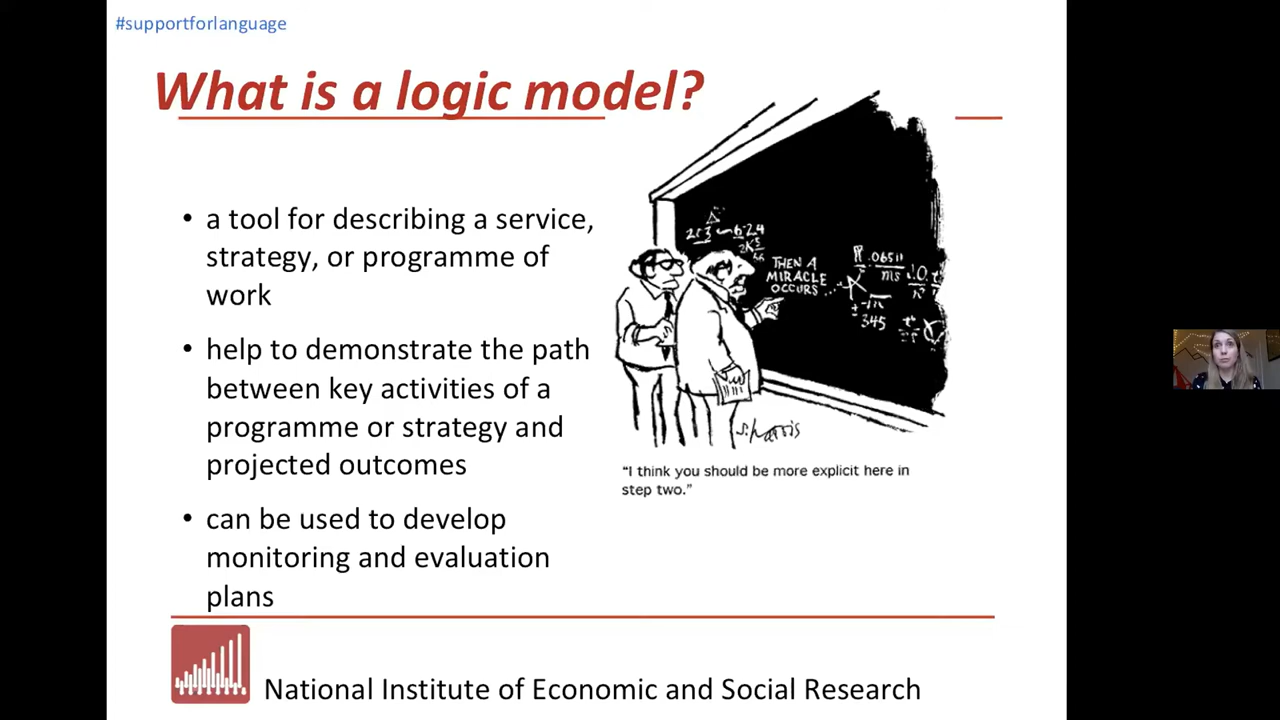 #supportforlanguage
What is a logic model?
• a tool for describing a service,
strategy, or programme of
work
• help to demonstrate the path
between key activities of a
programme or strategy and
projected outcomes
• can be used to develop
monitoring and evaluation
plans
THEN A
MIRACLE
OCCURS
S. Harris
"I think you should be more explicit here in
step two."
National Institute of Economic and Social Research